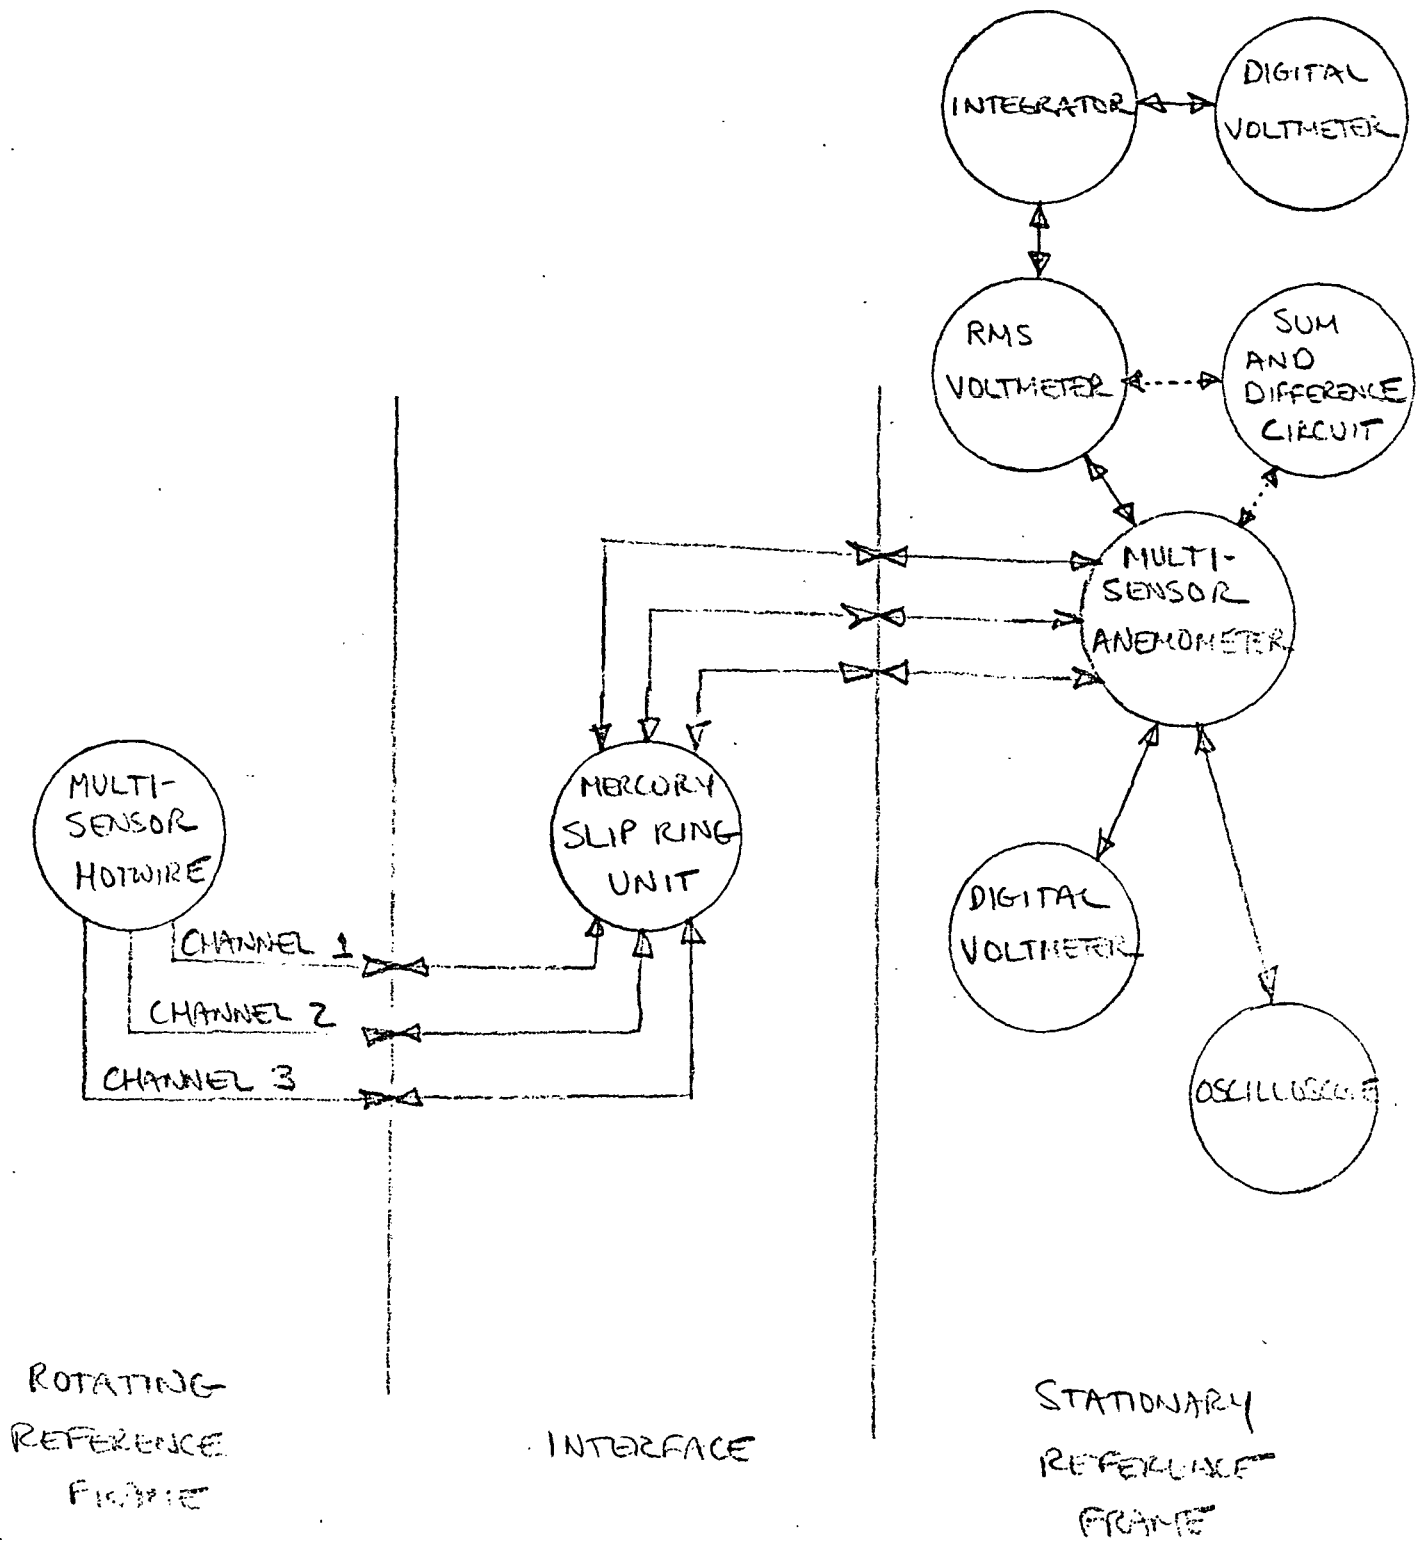 INTEGRATOR
DIGITAL
VOLTMETER
RMS
VOLTMETER
SUM
AND
DIFFERENCE
CIRCUIT
MULTI-
SENSOR
ANEMOMETER
MULTI-
SENSOR
HOTWIRE
MERCURY
SLIP RING
UNIT
CHANNEL 1
CHANNEL 2
CHANNEL 3
DIGITAL
VOLTMETER
OSCILLOSCOPE
ROTATING
REFERENCE
FRAME
INTERFACE
STATIONARY
REFERENCE
FRAME